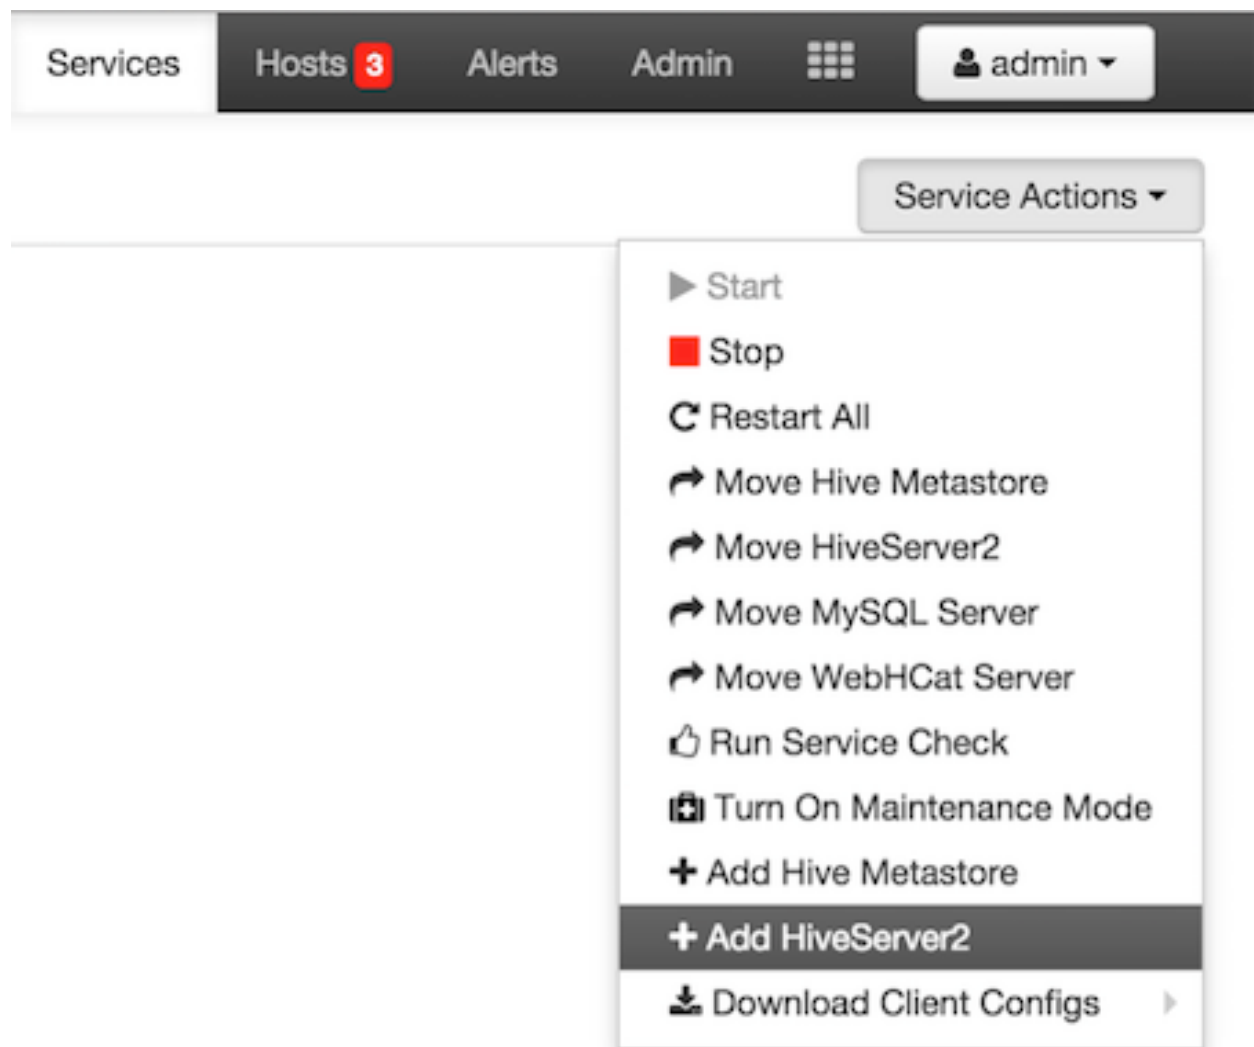 Services Hosts 3 Alerts Admin admin
Service Actions
Start
Stop
Restart All
Move Hive Metastore
Move HiveServer2
Move MySQL Server
Move WebHCat Server
Run Service Check
Turn On Maintenance Mode
Add Hive Metastore
Add HiveServer2
Download Client Configs